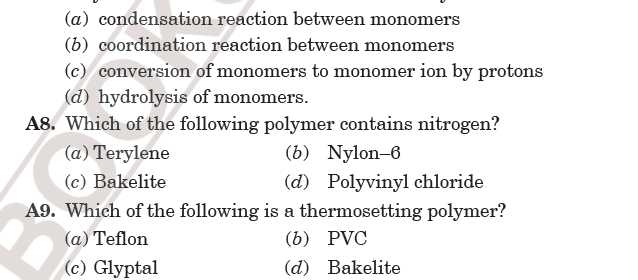 (a) condensation reaction between monomers
(b) coordination reaction between monomers
(c) conversion of monomers to monomer ion by protons
(d) hydrolysis of monomers.
A8. Which of the following polymer contains nitrogen?
(a) Terylene (b) Nylon–6
(c) Bakelite (d) Polyvinyl chloride
A9. Which of the following is a thermosetting polymer?
(a) Teflon (b) PVC
(c) Glyptal (d) Bakelite
BOOK